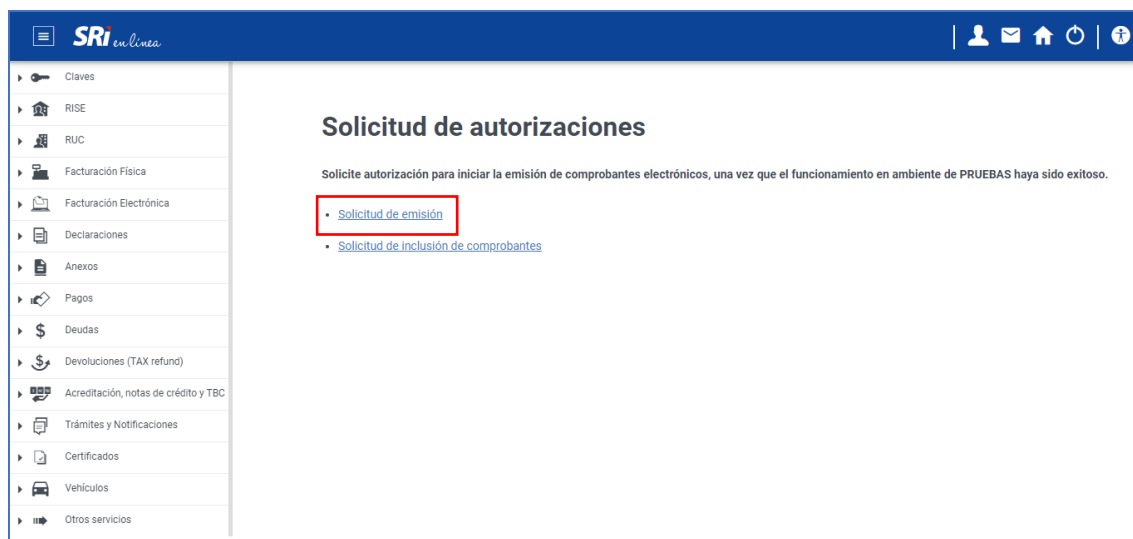 SRi en línea
Claves
RISE
RUC
Facturación Física
Facturación Electrónica
Declaraciones
Anexos
Pagos
Deudas
Devoluciones (TAX refund)
Acreditación, notas de crédito y TBC
Trámites y Notificaciones
Certificados
Vehículos
Otros servicios
Solicitud de autorizaciones
Solicite autorización para iniciar la emisión de comprobantes electrónicos, una vez que el funcionamiento en ambiente de PRUEBAS haya sido exitoso.
• Solicitud de emisión
• Solicitud de inclusión de comprobantes